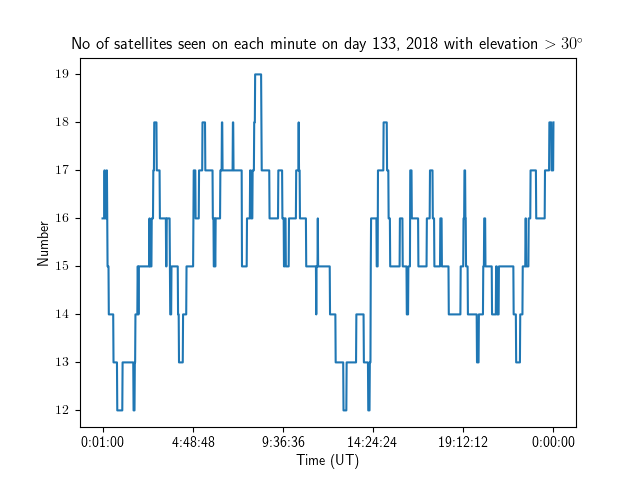 No of satellites seen on each minute on day 133, 2018 with elevation > 30°
19
18
17
16
15
14
13
12
Number
0:01:00 4:48:48 9:36:36 14:24:24 19:12:12 0:00:00
Time (UT)